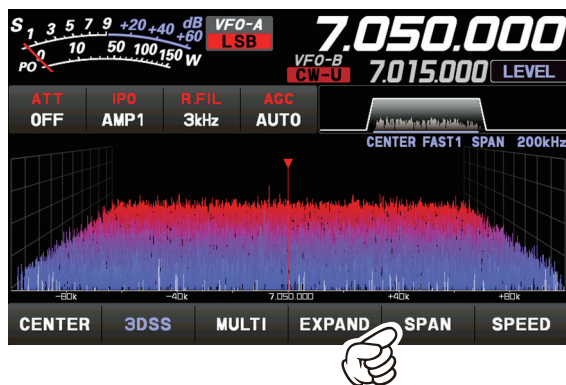 S 1 3 5 7 9 +20 +40 +60 dB VFO-A 7.050.000
LSB
PO 0 10 50 100 150 W VFO-B 7.015.000 LEVEL
CW-U
ATT IPO R.FIL AGC
OFF AMP1 3kHz AUTO
CENTER FAST1 SPAN 200kHz
-80k -40k 7.050.000 +40k +80k
CENTER 3DSS MULTI EXPAND SPAN SPEED